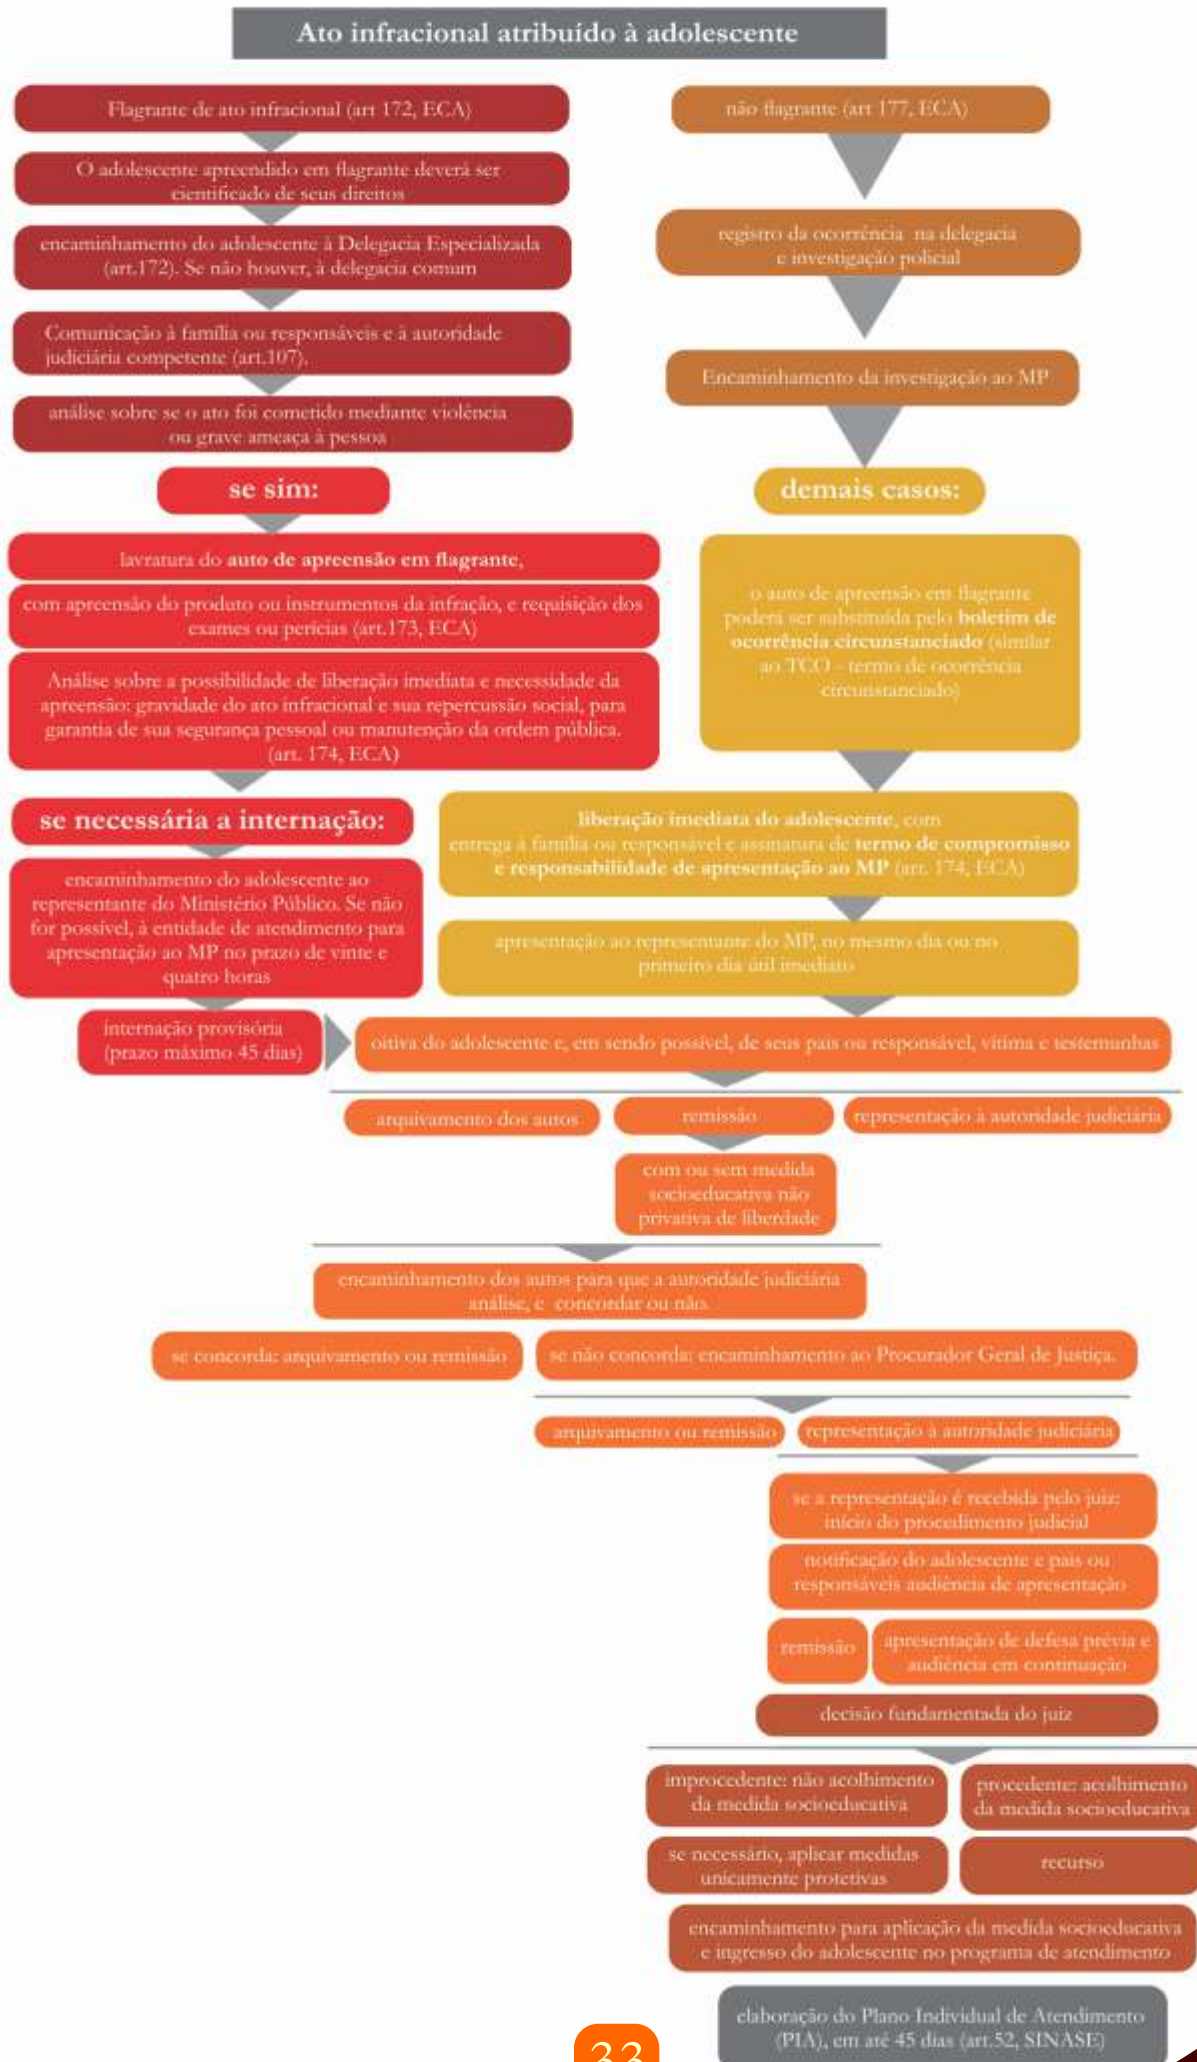 Ato infracional atribuído à adolescente
Flagrante de ato infracional (art 172, ECA)
não flagrante (art 177, ECA)
O adolescente apreendido em flagrante deverá ser
cientificado de seus direitos
encaminhamento do adolescente à Delegacia Especializada
(art.172). Se não houver, à delegacia comum
registro da ocorrência na delegacia
e investigação policial
Comunicação à família ou responsáveis e à autoridade
judiciária competente (art.107).
Encaminhamento da investigação ao MP
análise sobre se o ato foi cometido mediante violência
ou grave ameaça à pessoa
se sim:
demais casos:
lavratura do auto de apreensão em flagrante,
com apreensão do produto ou instrumentos da infração, e requisição dos
exames ou perícias (art.173, ECA)
Análise sobre a possibilidade de liberação imediata e necessidade da
apreensão: gravidade do ato infracional e sua repercussão social, para
garantia de sua segurança pessoal ou manutenção da ordem pública.
(art. 174, ECA)
o auto de apreensão em flagrante
poderá ser substituída pelo boletim de
ocorrência circunstanciado (similar
ao TCO - termo de ocorrência
circunstanciado)
se necessária a internação:
liberação imediata do adolescente, com
entrega à família ou responsável e assinatura de termo de compromisso
e responsabilidade de apresentação ao MP (art. 174, ECA)
encaminhamento do adolescente ao
representante do Ministério Público. Se não
for possível, à entidade de atendimento para
apresentação ao MP no prazo de vinte e
quatro horas
apresentação ao representante do MP, no mesmo dia ou no
primeiro dia útil imediato
internação provisória
(prazo máximo 45 dias)
oitiva do adolescente e, em sendo possível, de seus pais ou responsável, vítima e testemunhas
arquivamento dos autos
remissão
representação à autoridade judiciária
com ou sem medida
socioeducativa não
privativa de liberdade
encaminhamento dos autos para que a autoridade judiciária
análise, e concordar ou não.
se concorda: arquivamento ou remissão
se não concorda: encaminhamento ao Procurador Geral de Justiça.
arquivamento ou remissão
representação à autoridade judiciária
se a representação é recebida pelo juiz:
início do procedimento judicial
notificação do adolescente e pais ou
responsáveis audiência de apresentação
remissão
apresentação de defesa prévia e
audiência em continuação
decisão fundamentada do juiz
improcedente: não acolhimento
da medida socioeducativa
procedente: acolhimento
da medida socioeducativa
se necessário, aplicar medidas
unicamente protetivas
recurso
encaminhamento para aplicação da medida socioeducativa
e ingresso do adolescente no programa de atendimento
elaboração do Plano Individual de Atendimento
(PIA), em até 45 dias (art.52, SINASE)
33